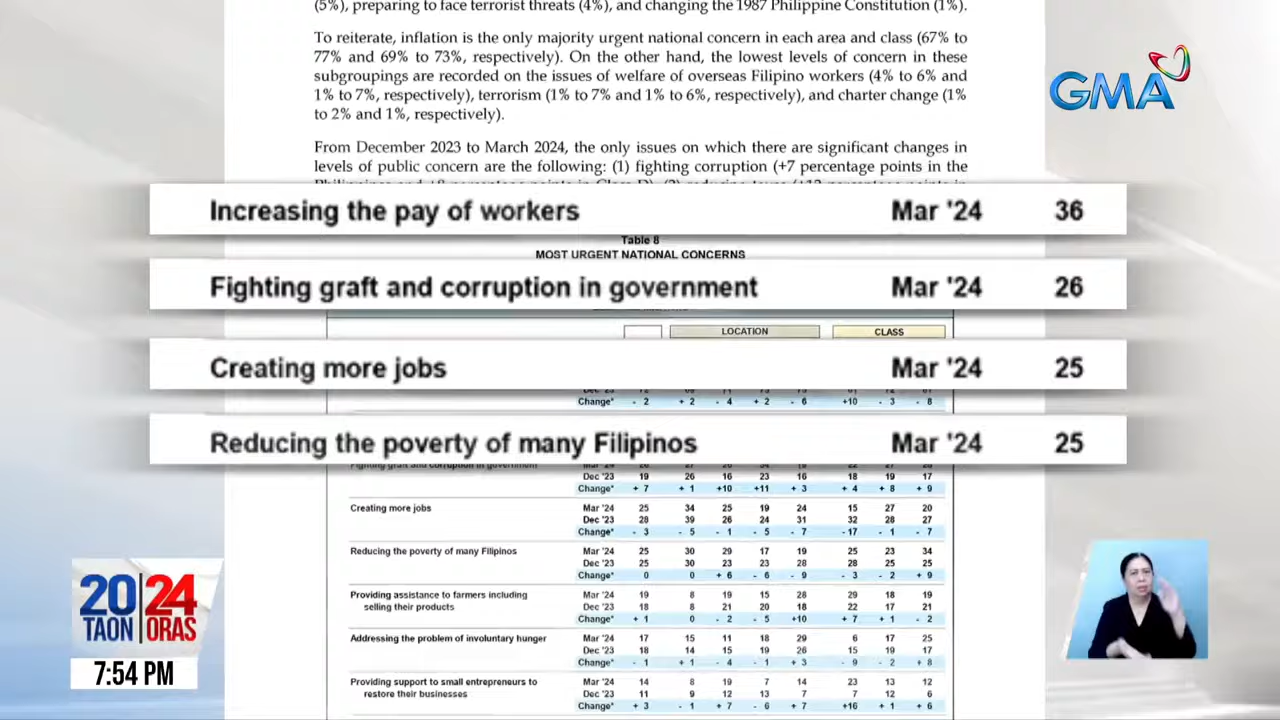 (5%), preparing to face terrorist threats (4%), and changing the 1987 Philippine Constitution (1%).
To reiterate, inflation is the only majority urgent national concern in each area and class (67% to
77% and 69% to 73%, respectively). On the other hand, the lowest levels of concern in these
subgroupings are recorded on the issues of welfare of overseas Filipino workers (4% to 6% and
1% to 7%, respectively), terrorism (1% to 7% and 1% to 6%, respectively), and charter change (1%
to 2% and 1%, respectively).
GMA
From December 2023 to March 2024, the only issues on which there are significant changes in
levels of public concern are the following: (1) fighting corruption (+7 percentage points in the
Increasing the pay of workers Mar '24 36
Table 8
MOST URGENT NATIONAL CONCERNS
Fighting graft and corruption in government Mar '24 26
LOCATION CLASS
Creating more jobs Mar '24 25
Change* - 2 + 2 - 4 + 2 - 6 +10 - 3 - 8
Reducing the poverty of many Filipinos Mar '24 25
Dec '23 19 26 16 23 16 18 19 17
Change* + 7 + 1 +10 +11 + 3 + 4 + 8 + 9
Creating more jobs Mar '24 25 34 25 19 24 15 27 20
Dec '23 28 39 26 24 31 32 28 27
Change* - 3 - 5 - 1 - 5 - 7 -17 - 1 - 7
Reducing the poverty of many Filipinos Mar '24 25 30 29 17 19 25 23 34
Dec '23 25 30 23 23 28 28 25 25
Change* 0 0 + 6 - 6 - 9 - 3 - 2 + 9
Providing assistance to farmers including Mar '24 19 8 19 15 28 29 18 19
selling their products Dec '23 18 8 21 20 18 22 17 21
Change* + 1 0 - 2 - 5 +10 + 7 + 1 - 2
Addressing the problem of involuntary hunger Mar '24 17 15 11 18 29 6 17 25
Dec '23 18 14 15 19 26 15 19 17
Change* - 1 + 1 - 4 - 1 + 3 - 9 - 2 + 8
Providing support to small entrepreneurs to Mar '24 14 8 19 7 14 23 13 12
restore their businesses Dec '23 11 9 12 13 7 7 12 6
Change* + 3 - 1 + 7 - 6 + 7 +16 + 1 + 6
2024
TAON ORAS
7:54 PM